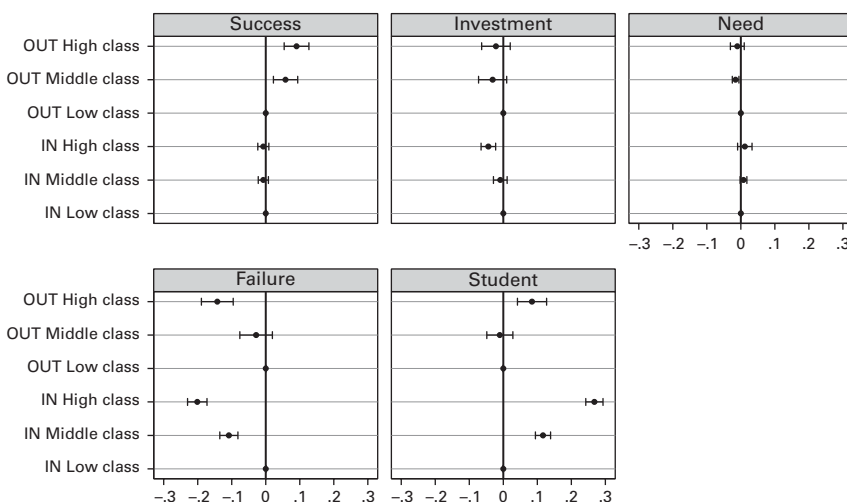 Success Investment Need
OUT High class
OUT Middle class
OUT Low class
IN High class
IN Middle class
IN Low class
–.3 –.2 –.1 0 .1 .2 .3
Failure Student
OUT High class
OUT Middle class
OUT Low class
IN High class
IN Middle class
IN Low class
–.3 –.2 –.1 0 .1 .2 .3 –.3 –.2 –.1 0 .1 .2 .3